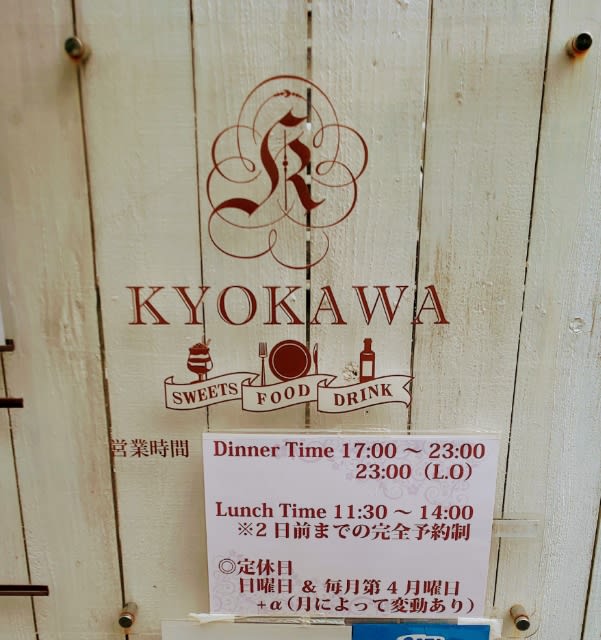 K
KYOKAWA
SWEETS FOOD DRINK
営業時間
Dinner Time 17:00 ～ 23:00
23:00（L.O）
Lunch Time 11:30 ～ 14:00
※2日前までの完全予約制
◎定休日
日曜日 & 毎月第4月曜日
+α（月によって変動あり）